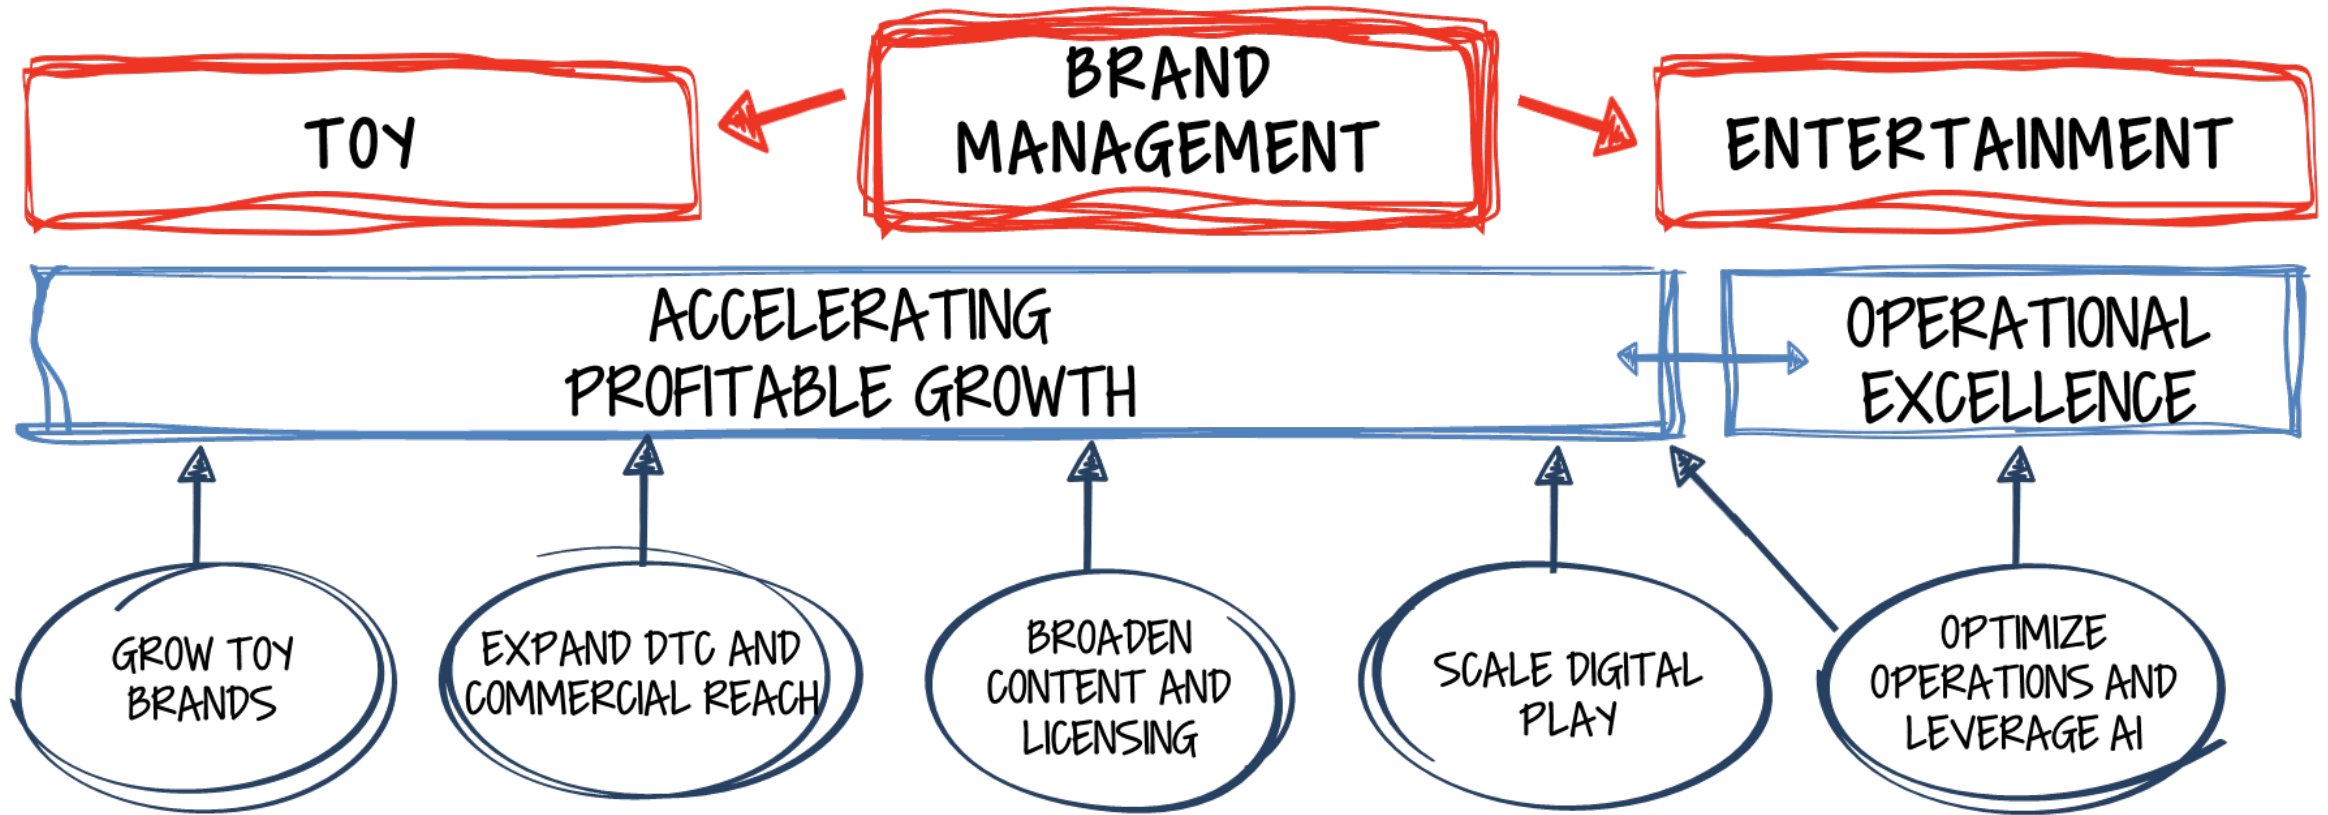 TOY
BRAND
MANAGEMENT
ENTERTAINMENT
ACCELERATING
PROFITABLE GROWTH
OPERATIONAL
EXCELLENCE
GROW TOY
BRANDS
EXPAND DTC AND
COMMERCIAL REACH
BROADEN
CONTENT AND
LICENSING
SCALE DIGITAL
PLAY
OPTIMIZE
OPERATIONS AND
LEVERAGE AI